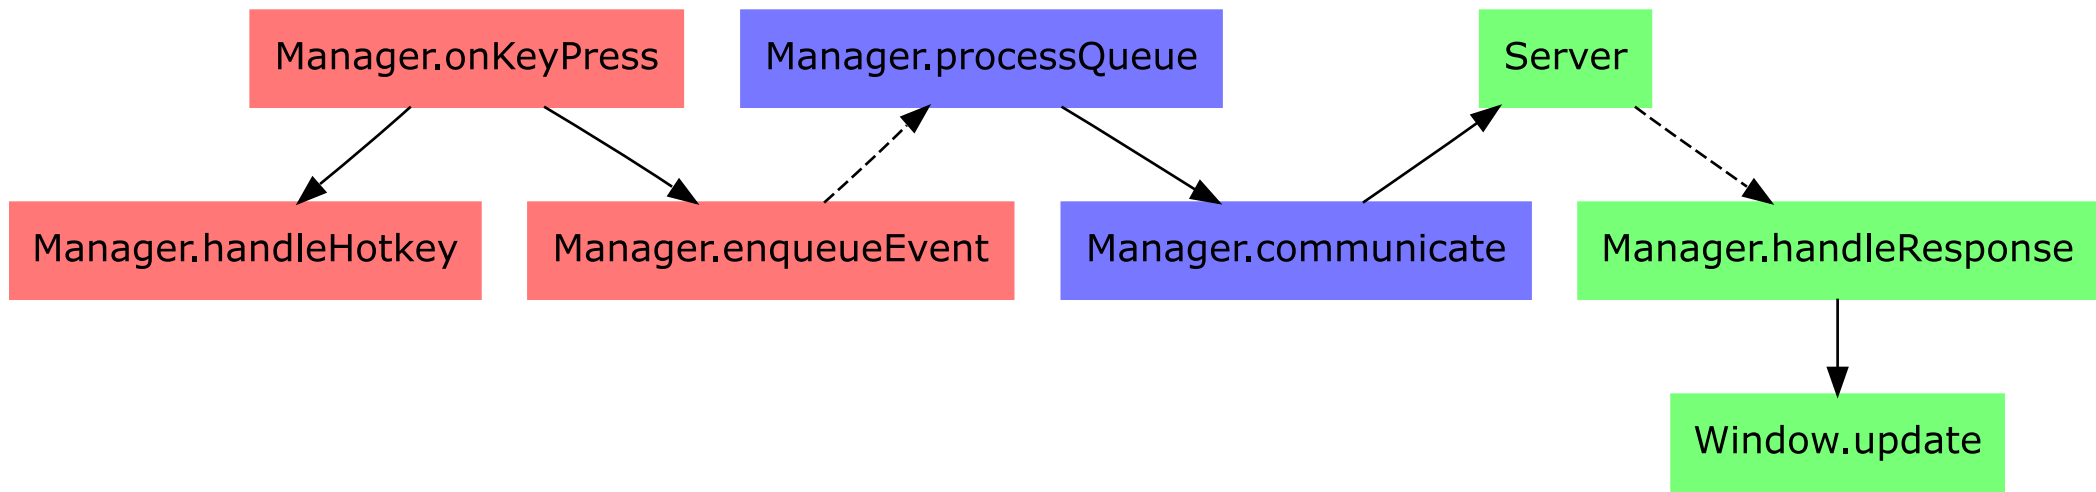 Manager.onKeyPress
Manager.processQueue
Server
Manager.handleHotkey
Manager.enqueueEvent
Manager.communicate
Manager.handleResponse
Window.update